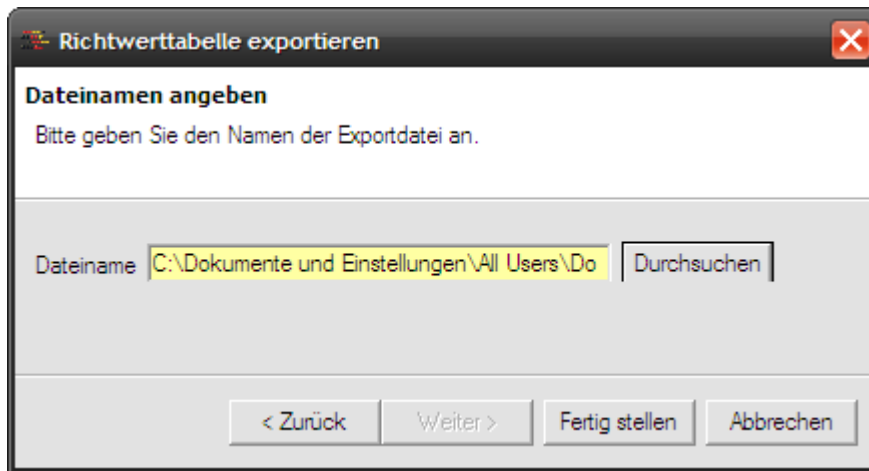 Richtwerttabelle exportieren
Dateinamen angeben
Bitte geben Sie den Namen der Exportdatei an.
Dateiname C:\Dokumente und Einstellungen\All Users\Do Durchsuchen
< Zurück Weiter > Fertig stellen Abbrechen